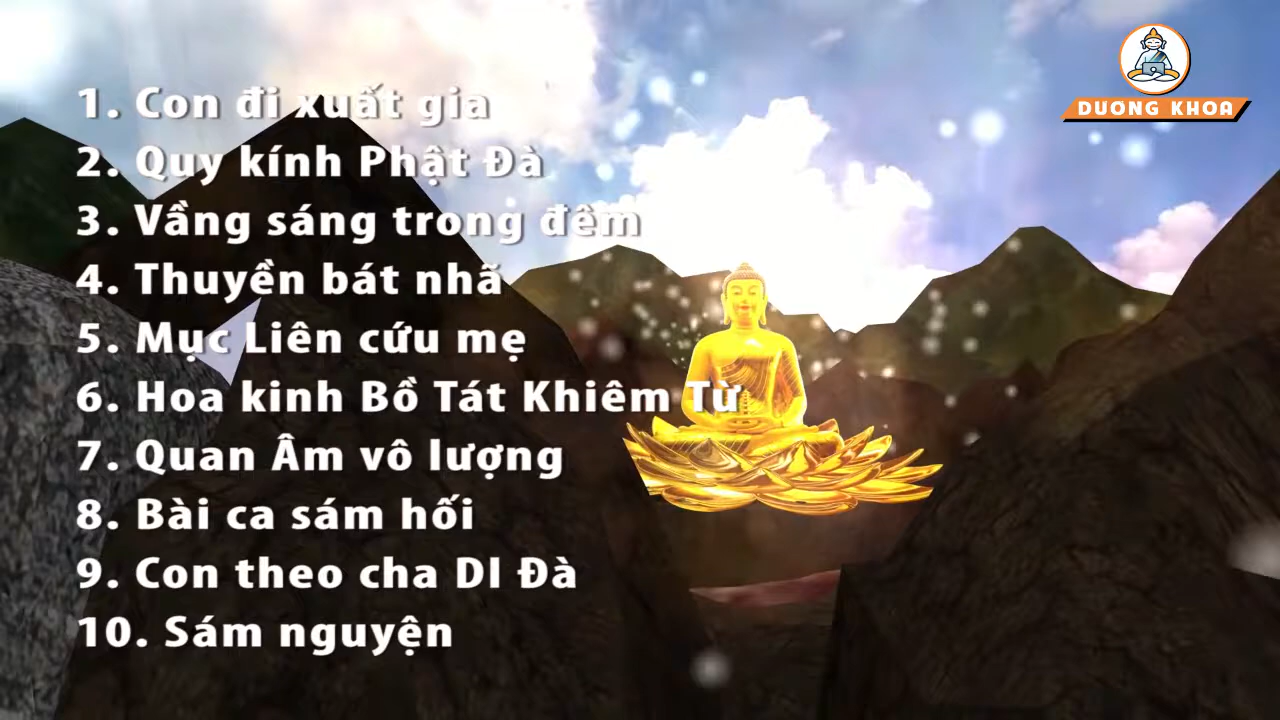 DUONG KHOA
1. Con đi xuất gia
2. Quy kính Phật Đà
3. Vầng sáng trong đêm
4. Thuyền bát nhã
5. Mục Liên cứu mẹ
6. Hoa kinh Bồ Tát Khiêm Từ
7. Quan Âm vô lượng
8. Bài ca sám hối
9. Con theo cha DI Đà
10. Sám nguyện